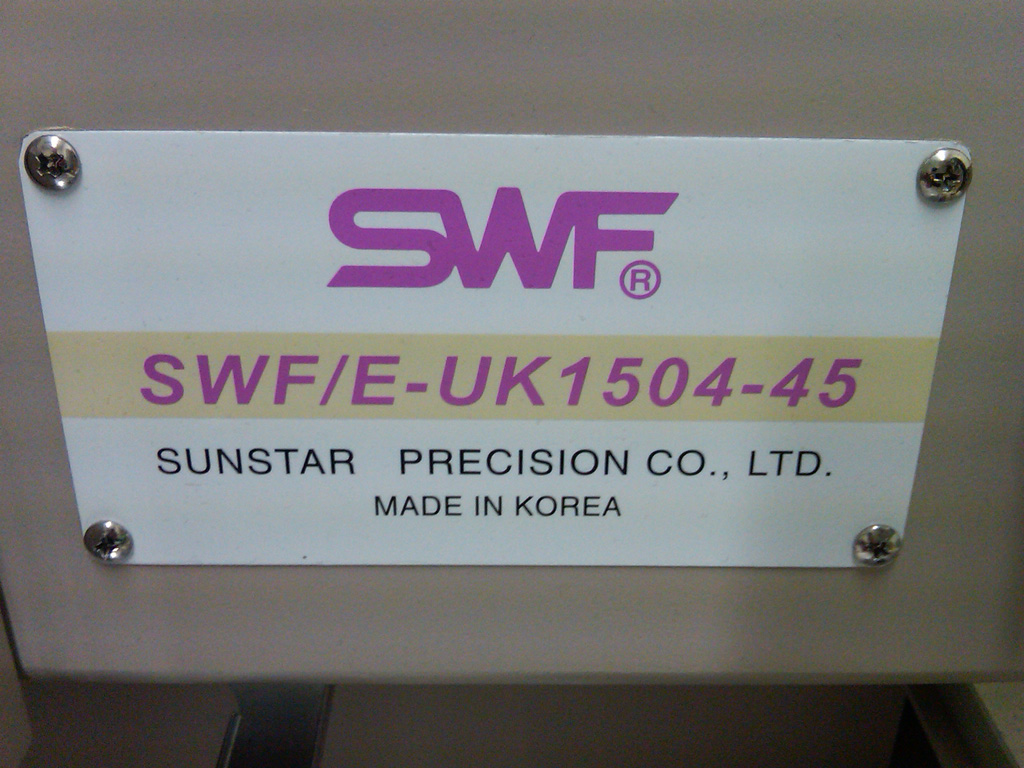 SWF®
SWF/E-UK1504-45
SUNSTAR PRECISION CO., LTD.
MADE IN KOREA